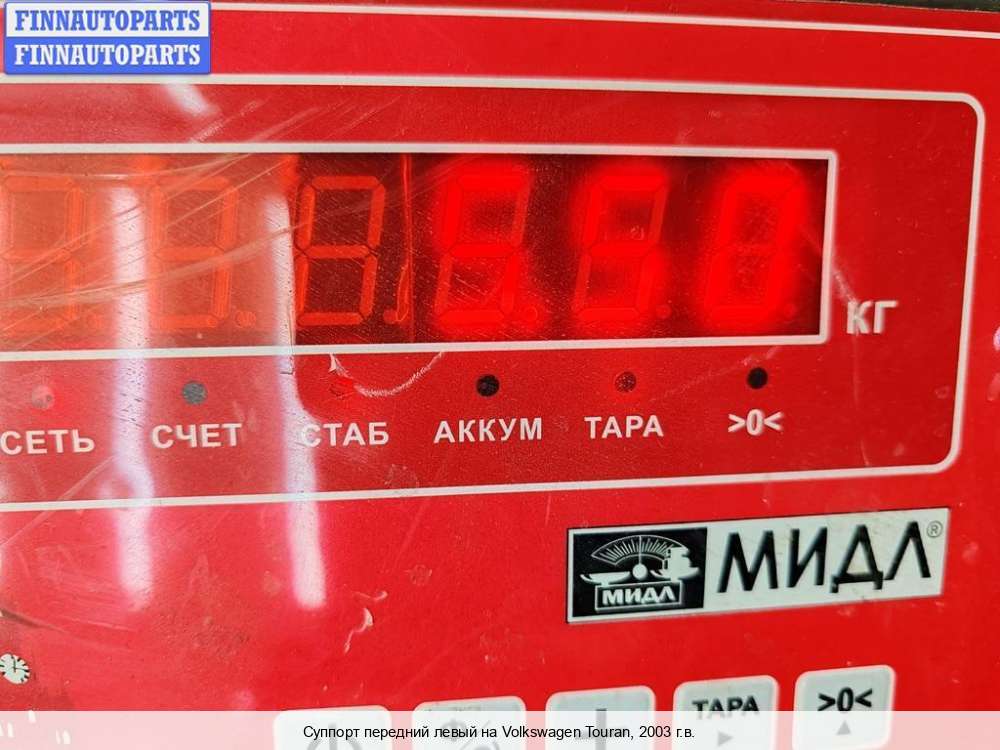 FINNAUTOPARTS
FINNAUTOPARTS
КГ
СЕТЬ СЧЕТ СТАБ АККУМ ТАРА >0<
МИДЛ МИДЛ®
ТАРА >0<
Суппорт передний левый на Volkswagen Touran, 2003 г.в.